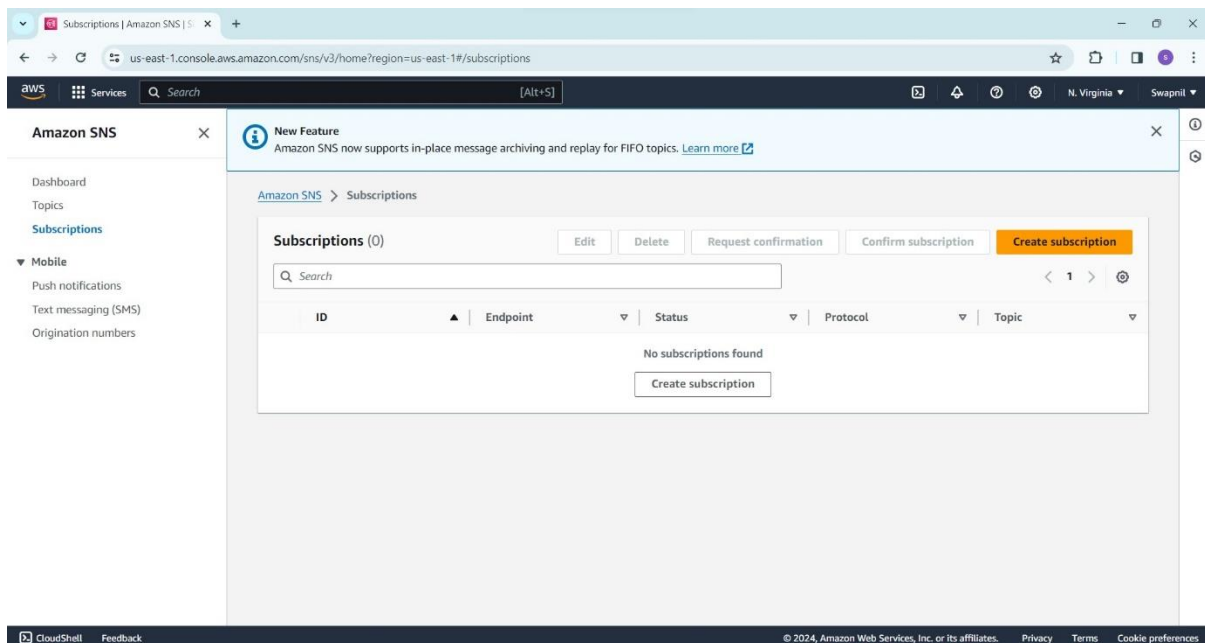 Subscriptions | Amazon SNS | S
us-east-1.console.aws.amazon.com/sns/v3/home?region=us-east-1#/subscriptions
S
aws
Services
Search
[Alt+S]
N. Virginia
Swapnil
Amazon SNS
Dashboard
Topics
Subscriptions
Mobile
Push notifications
Text messaging (SMS)
Origination numbers
New Feature
Amazon SNS now supports in-place message archiving and replay for FIFO topics. Learn more
Amazon SNS > Subscriptions
Subscriptions (0)
Edit
Delete
Request confirmation
Confirm subscription
Create subscription
Search
< 1 >
ID
Endpoint
Status
Protocol
Topic
No subscriptions found
Create subscription
CloudShell
Feedback
© 2024, Amazon Web Services, Inc. or its affiliates.
Privacy
Terms
Cookie preferences